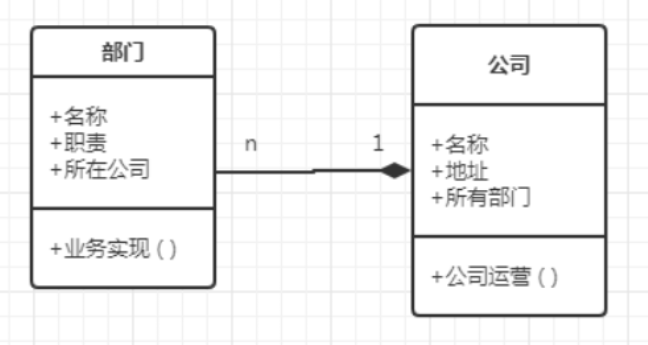 部门
+名称
+职责
+所在公司
+业务实现()
n
1
公司
+名称
+地址
+所有部门
+公司运营()